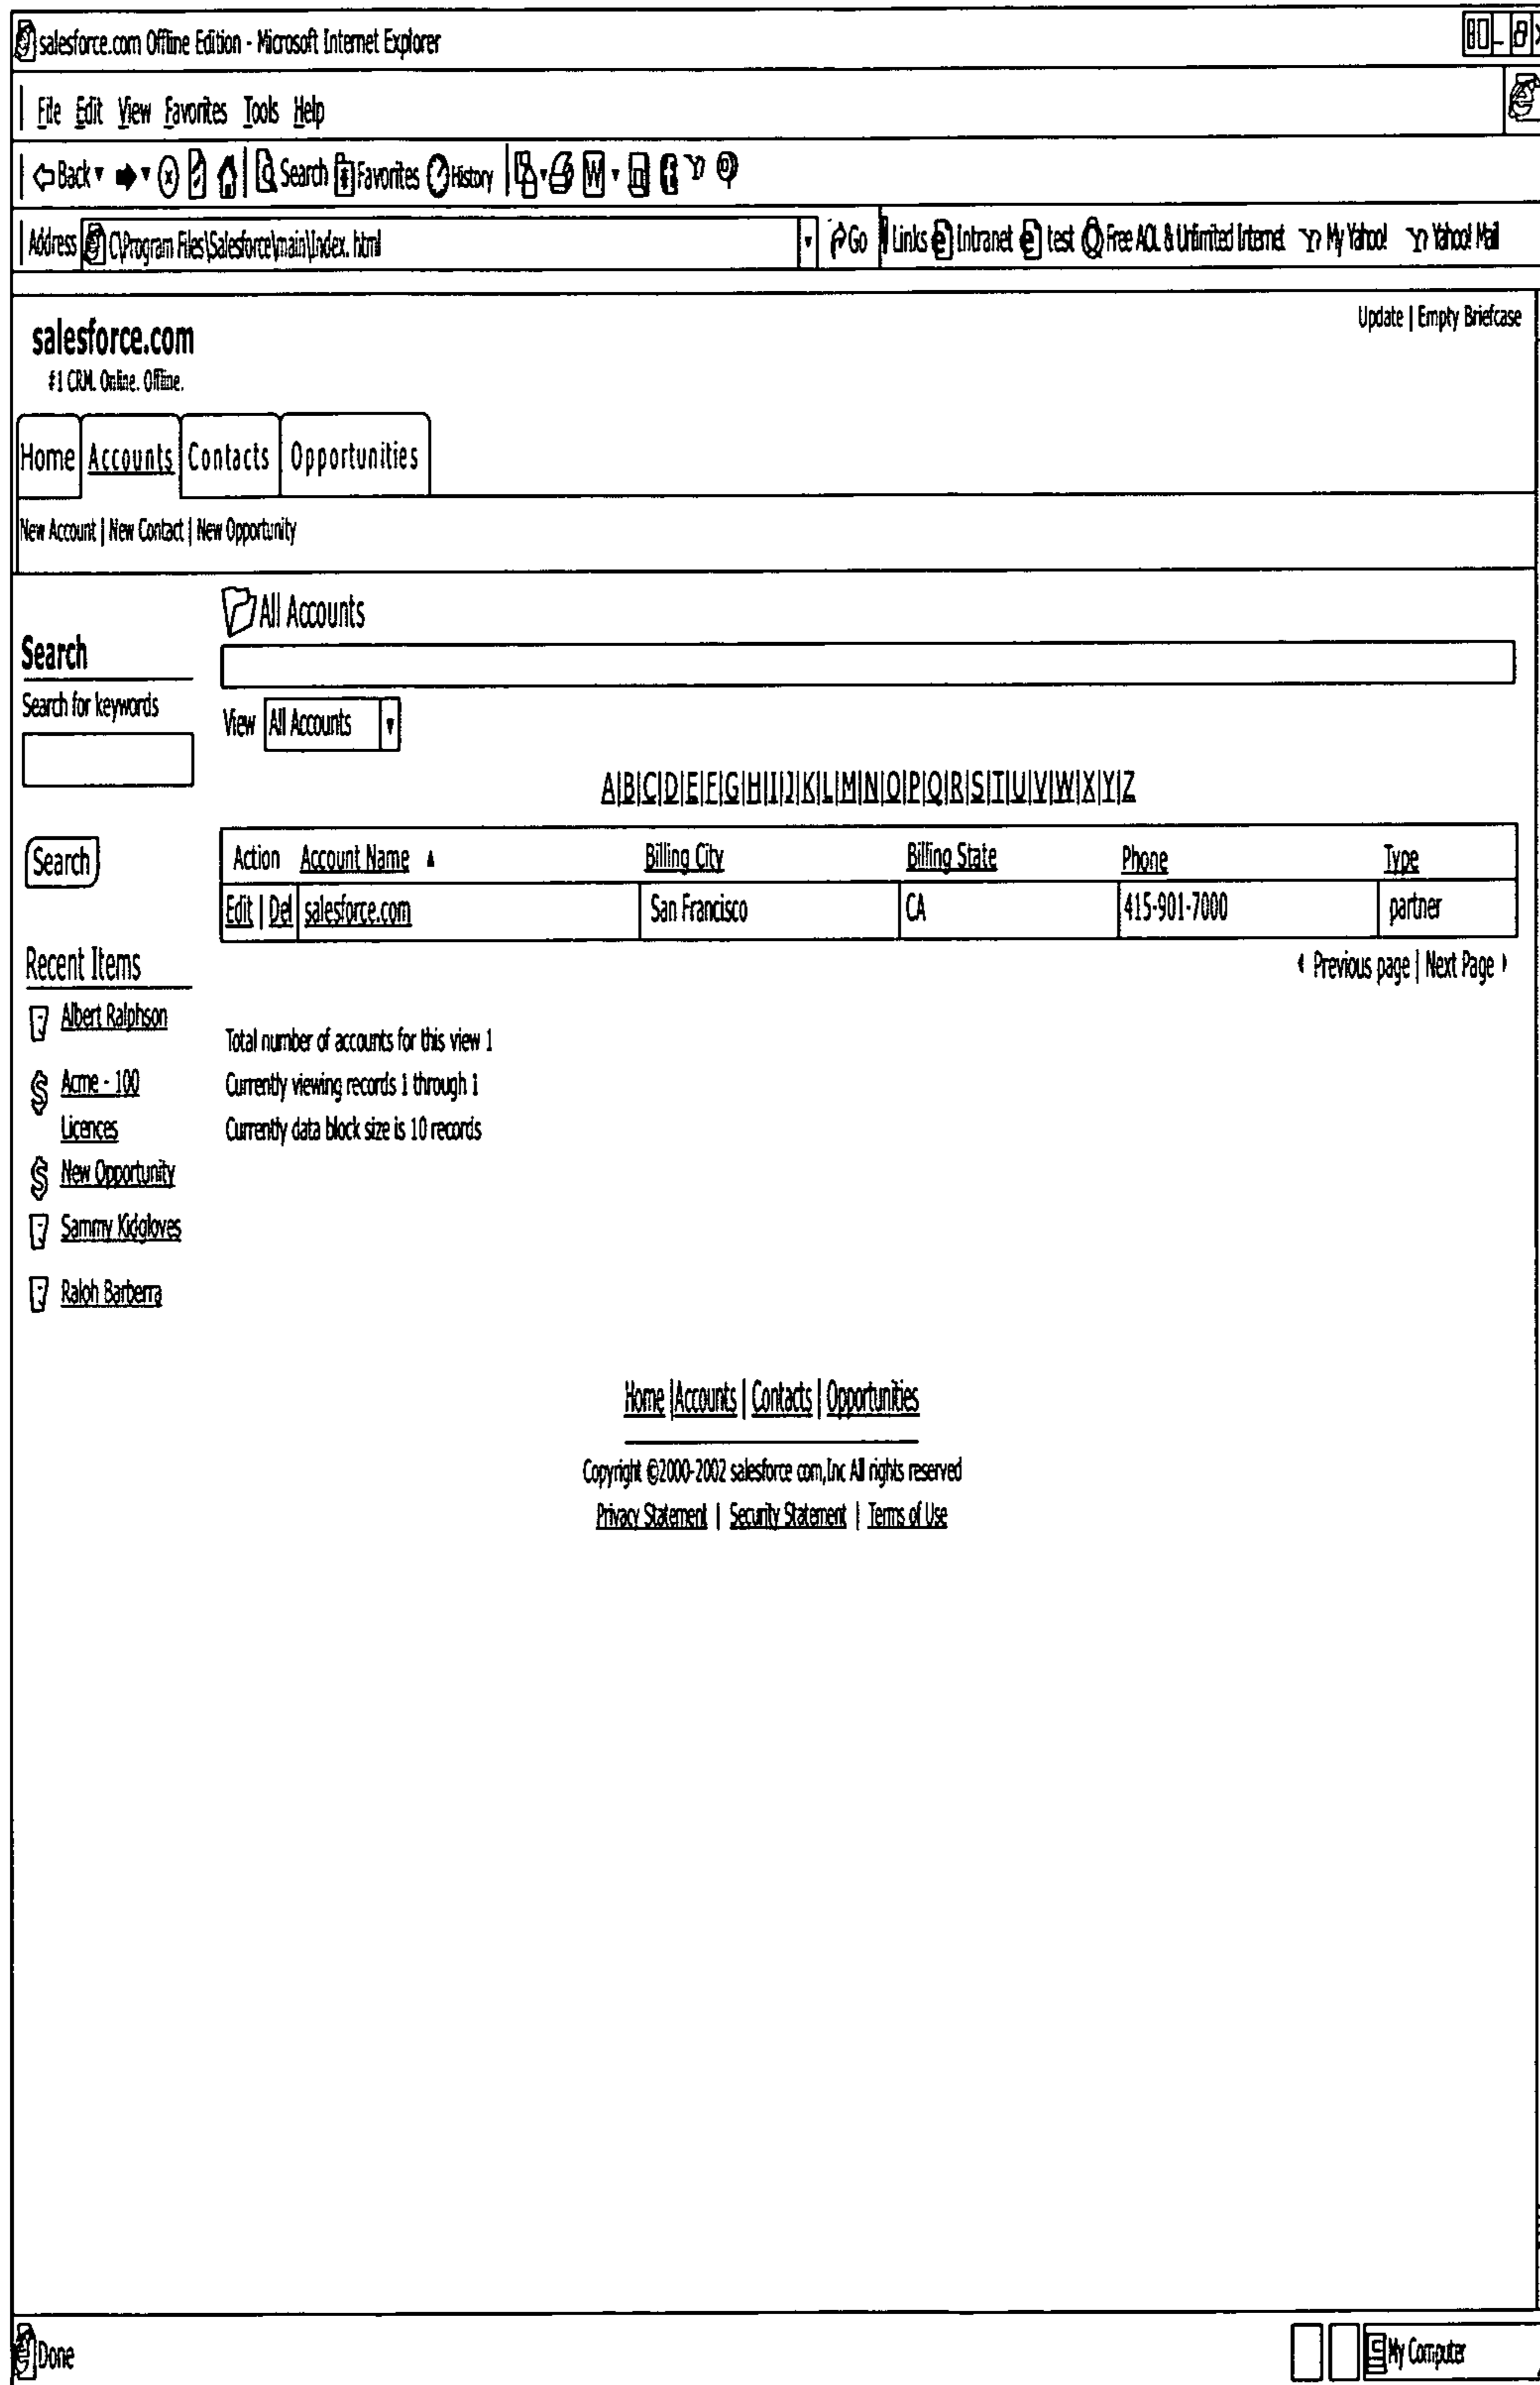 salesforce.com Offline Edition - Microsoft Internet Explorer
File Edit View Favorites Tools Help
Back Search Favorites History W
Address C\Program Files\Salesforce\main\Index. html Go Links Intranet test Free AOL & Unlimited Internet My Yahoo! Yahoo! Mail
Update | Empty Briefcase
salesforce.com
#1 CRM. Online. Offline.
Home Accounts Contacts Opportunities
New Account | New Contact | New Opportunity
All Accounts
Search
Search for keywords
View All Accounts
A|B|C|D|E|F|G|H|I|J|K|L|M|N|O|P|Q|R|S|T|U|V|W|X|Y|Z
Search
Action Account Name ▲ Billing City Billing State Phone Type
Edit | Del salesforce.com San Francisco CA 415-901-7000 partner
Previous page | Next Page
Recent Items
Albert Ralphson
Acme - 100
Licences
New Opportunity
Sammy Kidgloves
Ralph Barberra
Total number of accounts for this view 1
Currently viewing records 1 through 1
Currently data block size is 10 records
Home | Accounts | Contacts | Opportunities
Copyright ©2000-2002 salesforce com, Inc All rights reserved
Privacy Statement | Security Statement | Terms of Use
Done My Computer